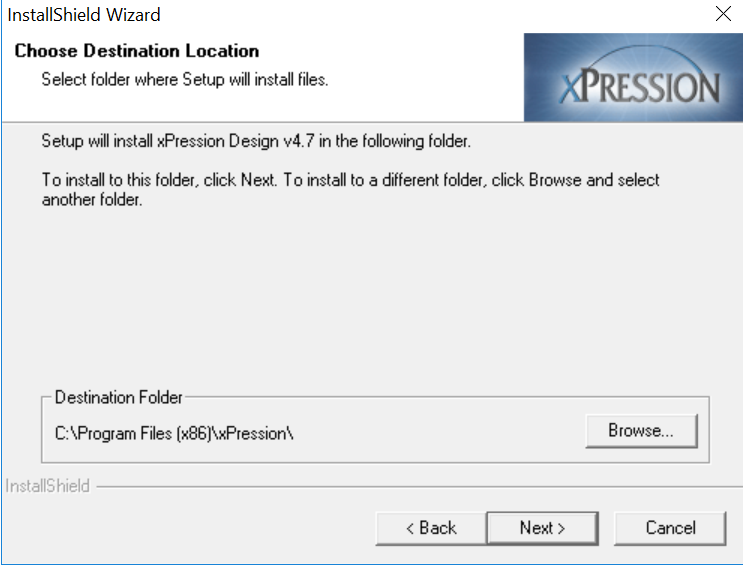 InstallShield Wizard
Choose Destination Location
Select folder where Setup will install files.
xPRESSION
Setup will install xPression Design v4.7 in the following folder.
To install to this folder, click Next. To install to a different folder, click Browse and select
another folder.
Destination Folder
C:\Program Files (x86)\xPression\
Browse...
InstallShield
< Back
Next >
Cancel